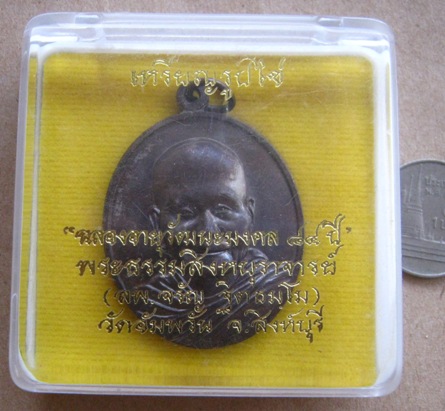 เหรียญรูปไข่
"ฉลองอายุวัฒนะมงคล ๘๔ ปี"
พระธรรมสิงหบุราจารย์
(ลพ.จรัญ ฐิตธมฺโม)
วัดอัมพวัน จ.สิงห์บุรี